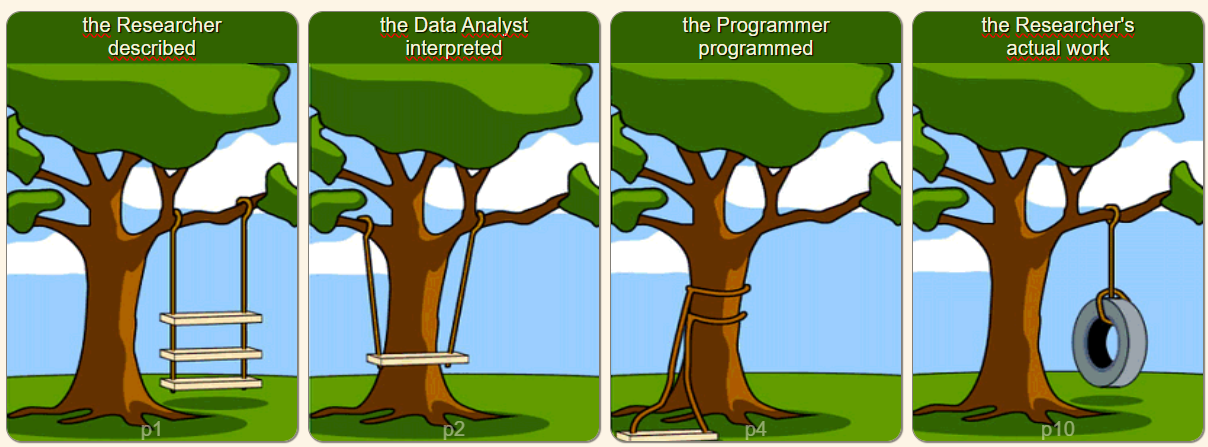 the Researcher
described
the Data Analyst
interpreted
the Programmer
programmed
the Researcher's
actual work
p1
p2
p4
p10